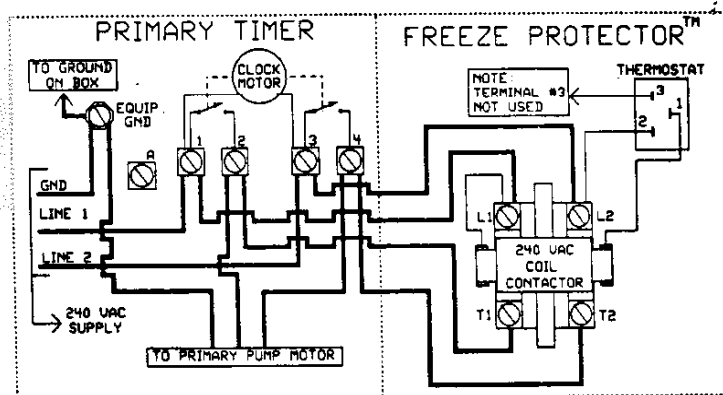 PRIMARY TIMER
FREEZE PROTECTOR™
TO GROUND
ON BOX
CLOCK
MOTOR
NOTE:
TERMINAL #3
NOT USED
THERMOSTAT
3
1
2
EQUIP
GND
A
1
2
3
4
GND
LINE 1
LINE 2
L1
L2
240 VAC
COIL
CONTACTOR
T1
T2
240 VAC
SUPPLY
TO PRIMARY PUMP MOTOR